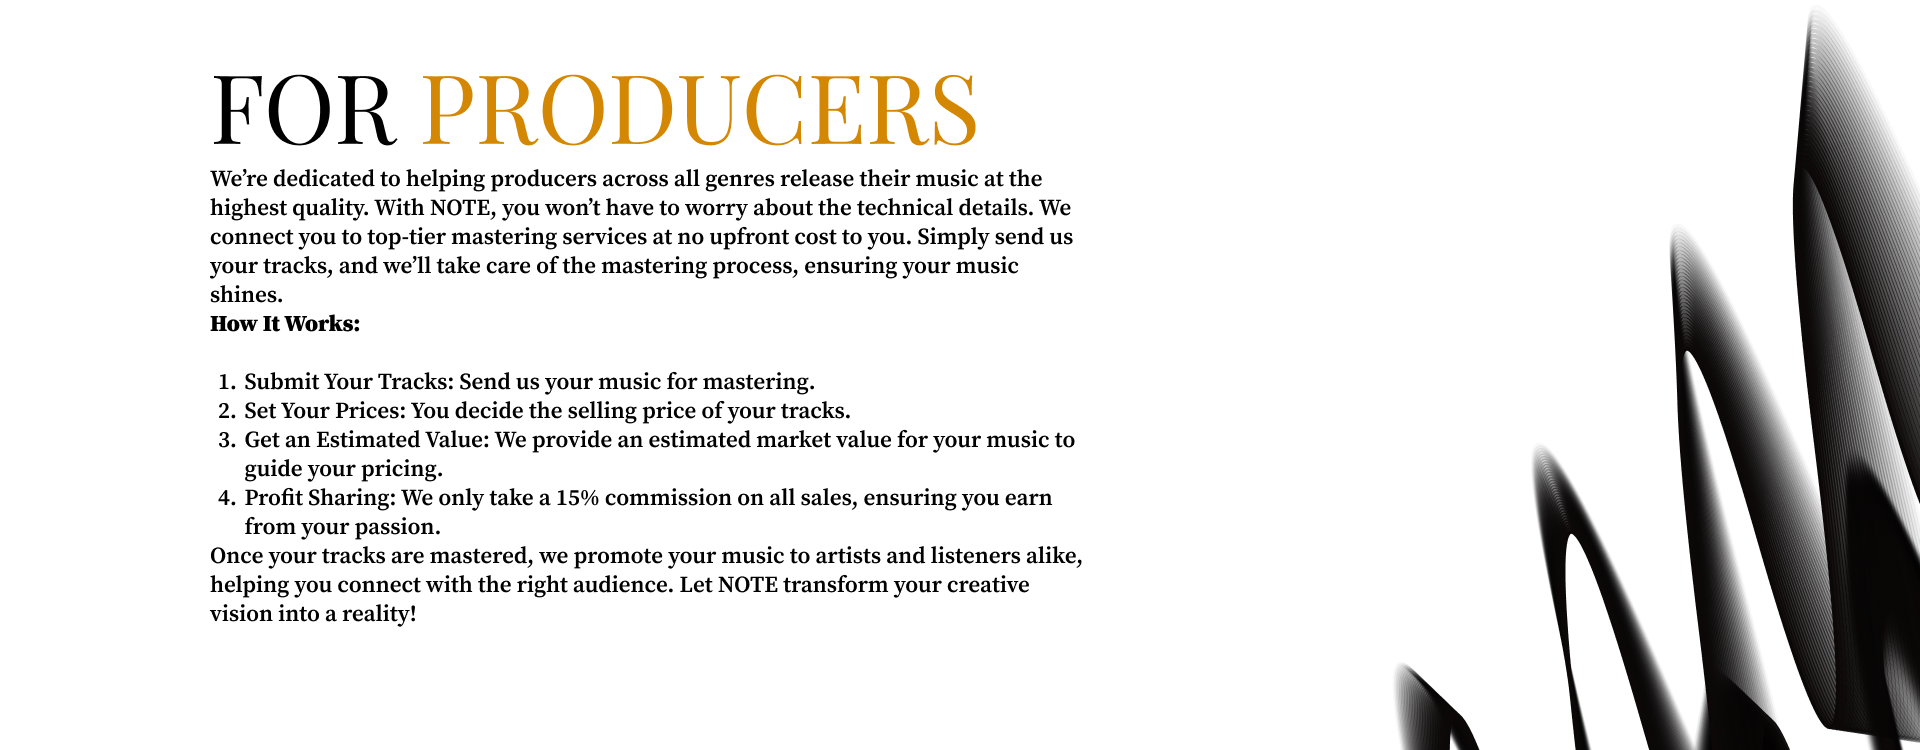 FOR PRODUCERS
We’re dedicated to helping producers across all genres release their music at the
highest quality. With NOTE, you won’t have to worry about the technical details. We
connect you to top-tier mastering services at no upfront cost to you. Simply send us
your tracks, and we’ll take care of the mastering process, ensuring your music
shines.
How It Works:
1. Submit Your Tracks: Send us your music for mastering.
2. Set Your Prices: You decide the selling price of your tracks.
3. Get an Estimated Value: We provide an estimated market value for your music to
guide your pricing.
4. Profit Sharing: We only take a 15% commission on all sales, ensuring you earn
from your passion.
Once your tracks are mastered, we promote your music to artists and listeners alike,
helping you connect with the right audience. Let NOTE transform your creative
vision into a reality!